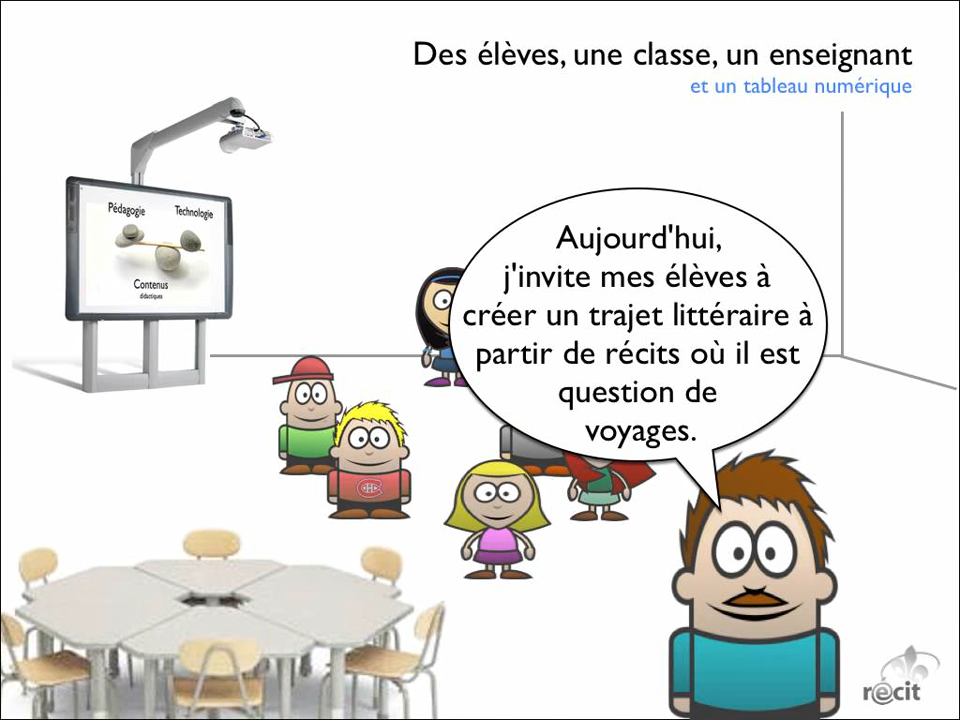 Des élèves, une classe, un enseignant
et un tableau numérique
Pédagogie
Technologie
Contenus
didactiques
Aujourd'hui,
j'invite mes élèves à
créer un trajet littéraire à
partir de récits où il est
question de
voyages.
récit